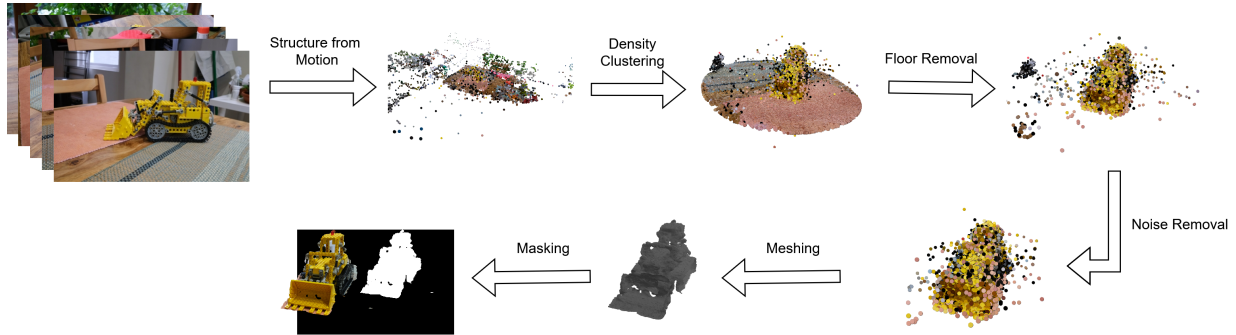 Structure from
Motion
Density
Clustering
Floor Removal
Noise Removal
Meshing
Masking